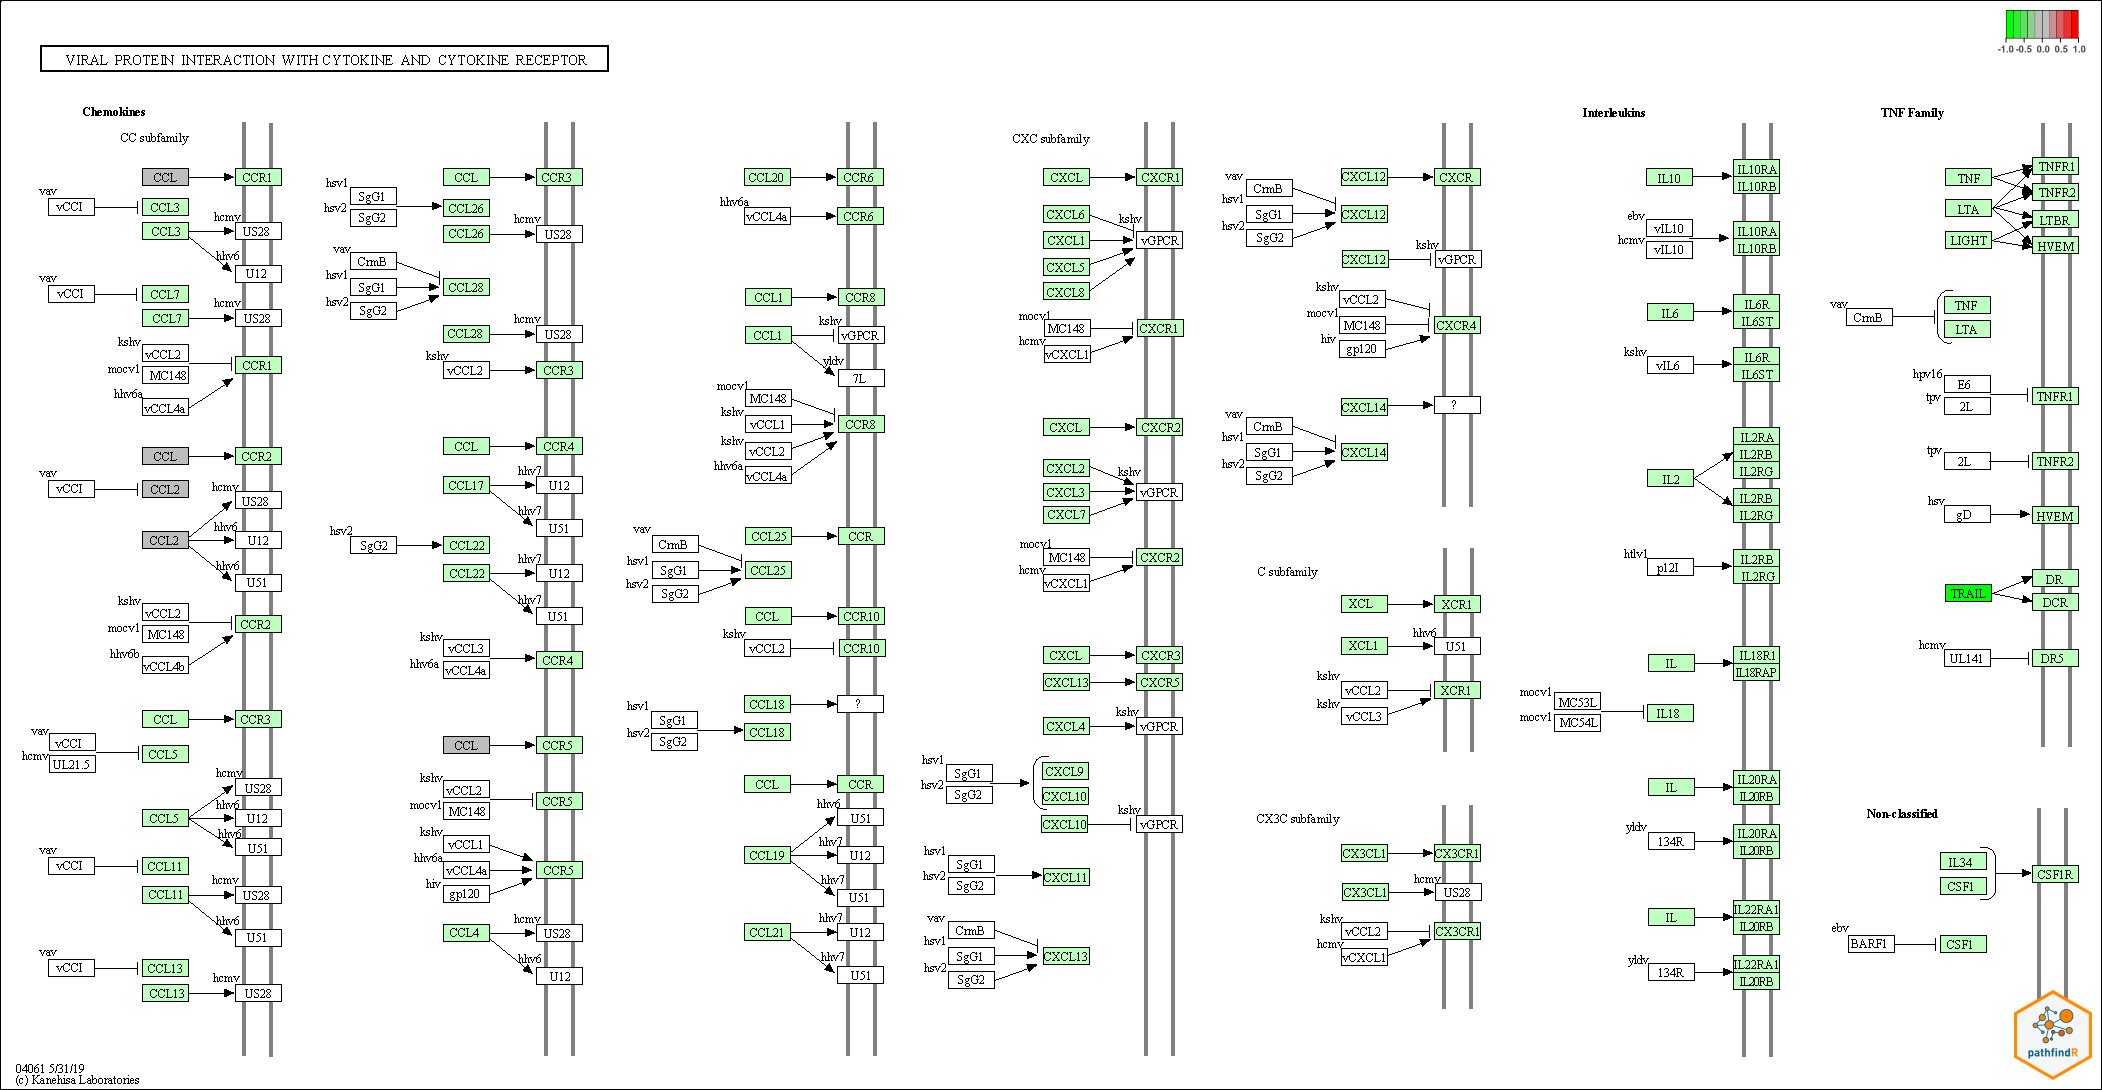 -1.0 -0.5 0.0 0.5 1.0
VIRAL PROTEIN INTERACTION WITH CYTOKINE AND CYTOKINE RECEPTOR
Chemokines
CC subfamily
CCL CCR1
vav
vCCI CCL3
hcmv
CCL3 US28
hhv6
U12
vav
vCCI CCL7
hcmv
CCL7 US28
kshv
vCCL2
CCR1
mocv1
MC148
hhv6a
vCCL4a
CCL CCR2
vav
vCCI CCL2
hcmv
US28
hhv6
CCL2 U12
hhv6
U51
kshv
vCCL2
CCR2
mocv1
MC148
hhv6b
vCCL4b
CCL CCR3
vav
vCCI
CCL5
hcmv
UL21.5
hcmv
US28
hhv6
CCL5 U12
hhv6
U51
vav
vCCI CCL11
hcmv
CCL11 US28
hhv6
U51
vav
vCCI CCL13
hcmv
CCL13 US28
CCL CCR3
hsv1
SgG1
CCL26
hsv2
SgG2
hcmv
CCL26 US28
vav
CrmB
hsv1
SgG1 CCL28
hsv2
SgG2
hcmv
CCL28 US28
kshv
vCCL2 CCR3
CCL CCR4
hhv7
CCL17 U12
hhv7
U51
hsv2
SgG2 CCL22
hhv7
CCL22 U12
hhv7
U51
kshv
vCCL3
CCR4
hhv6a
vCCL4a
CCL CCR5
kshv
vCCL2
CCR5
mocv1
MC148
kshv
vCCL1
hhv6a
vCCL4a CCR5
hiv
gp120
hcmv
CCL4 US28
hhv6
U12
CCL20 CCR6
hhv6a
vCCL4a CCR6
CCL1 CCR8
kshv
CCL1 vGPCR
yldv
7L
mocv1
MC148
kshv
vCCL1 CCR8
kshv
vCCL2
hhv6a
vCCL4a
CCL25 CCR
vav
CrmB
hsv1
SgG1 CCL25
hsv2
SgG2
CCL CCR10
kshv
vCCL2 CCR10
CCL18 ?
hsv1
SgG1
CCL18
hsv2
SgG2
CCL CCR
hhv6
U51
hhv7
CCL19 U12
hhv7
U51
hhv7
CCL21 U12
hhv7
U51
CXC subfamily
CXCL CXCR1
CXCL6
kshv
CXCL1 vGPCR
CXCL5
CXCL8
mocv1
MC148 CXCR1
hcmv
vCXCL1
CXCL CXCR2
CXCL2
kshv
CXCL3 vGPCR
CXCL7
mocv1
MC148 CXCR2
hcmv
vCXCL1
CXCL CXCR3
CXCL13 CXCR5
kshv
CXCL4 vGPCR
hsv1
SgG1
CXCL9
hsv2
SgG2
CXCL10
kshv
CXCL10 vGPCR
hsv1
SgG1
CXCL11
hsv2
SgG2
vav
CrmB
hsv1
SgG1 CXCL13
hsv2
SgG2
CXCL12 CXCR
vav
CrmB
hsv1
SgG1 CXCL12
hsv2
SgG2
kshv
CXCL12 vGPCR
kshv
vCCL2
mocv1
MC148 CXCR4
hiv
gp120
CXCL14 ?
vav
CrmB
hsv1
SgG1 CXCL14
hsv2
SgG2
C subfamily
XCL XCR1
hhv6
XCL1 U51
kshv
vCCL2 XCR1
kshv
vCCL3
CX3C subfamily
CX3CL1 CX3CR1
hcmv
CX3CL1 US28
kshv
vCCL2 CX3CR1
hcmv
vCXCL1
Interleukins
IL10 IL10RA
IL10RB
ebv
vIL10
IL10RA
hcmv
vIL10
IL10RB
IL6 IL6R
IL6ST
kshv
vIL6 IL6R
IL6ST
IL2 IL2RA
IL2RB
IL2RG
IL2RB
IL2RG
htlv1
p12I IL2RB
IL2RG
IL IL18R1
IL18RAP
mocv1
MC53L
IL18
mocv1
MC54L
IL IL20RA
IL20RB
yldv
134R IL20RA
IL20RB
IL IL22RA1
IL20RB
yldv
134R IL22RA1
IL20RB
TNF Family
TNF TNFR1
TNFR2
LTA
LTBR
LIGHT HVEM
vav
CrmB TNF
LTA
hpv16
E6
TNFR1
tpv
2L
tpv
2L TNFR2
hsv
gD HVEM
TRAIL DR
DCR
hcmv
UL141 DR5
Non-classified
IL34
CSF1R
CSF1
ebv
BARF1 CSF1
pathfindR
04061 5/31/19
(c) Kanehisa Laboratories